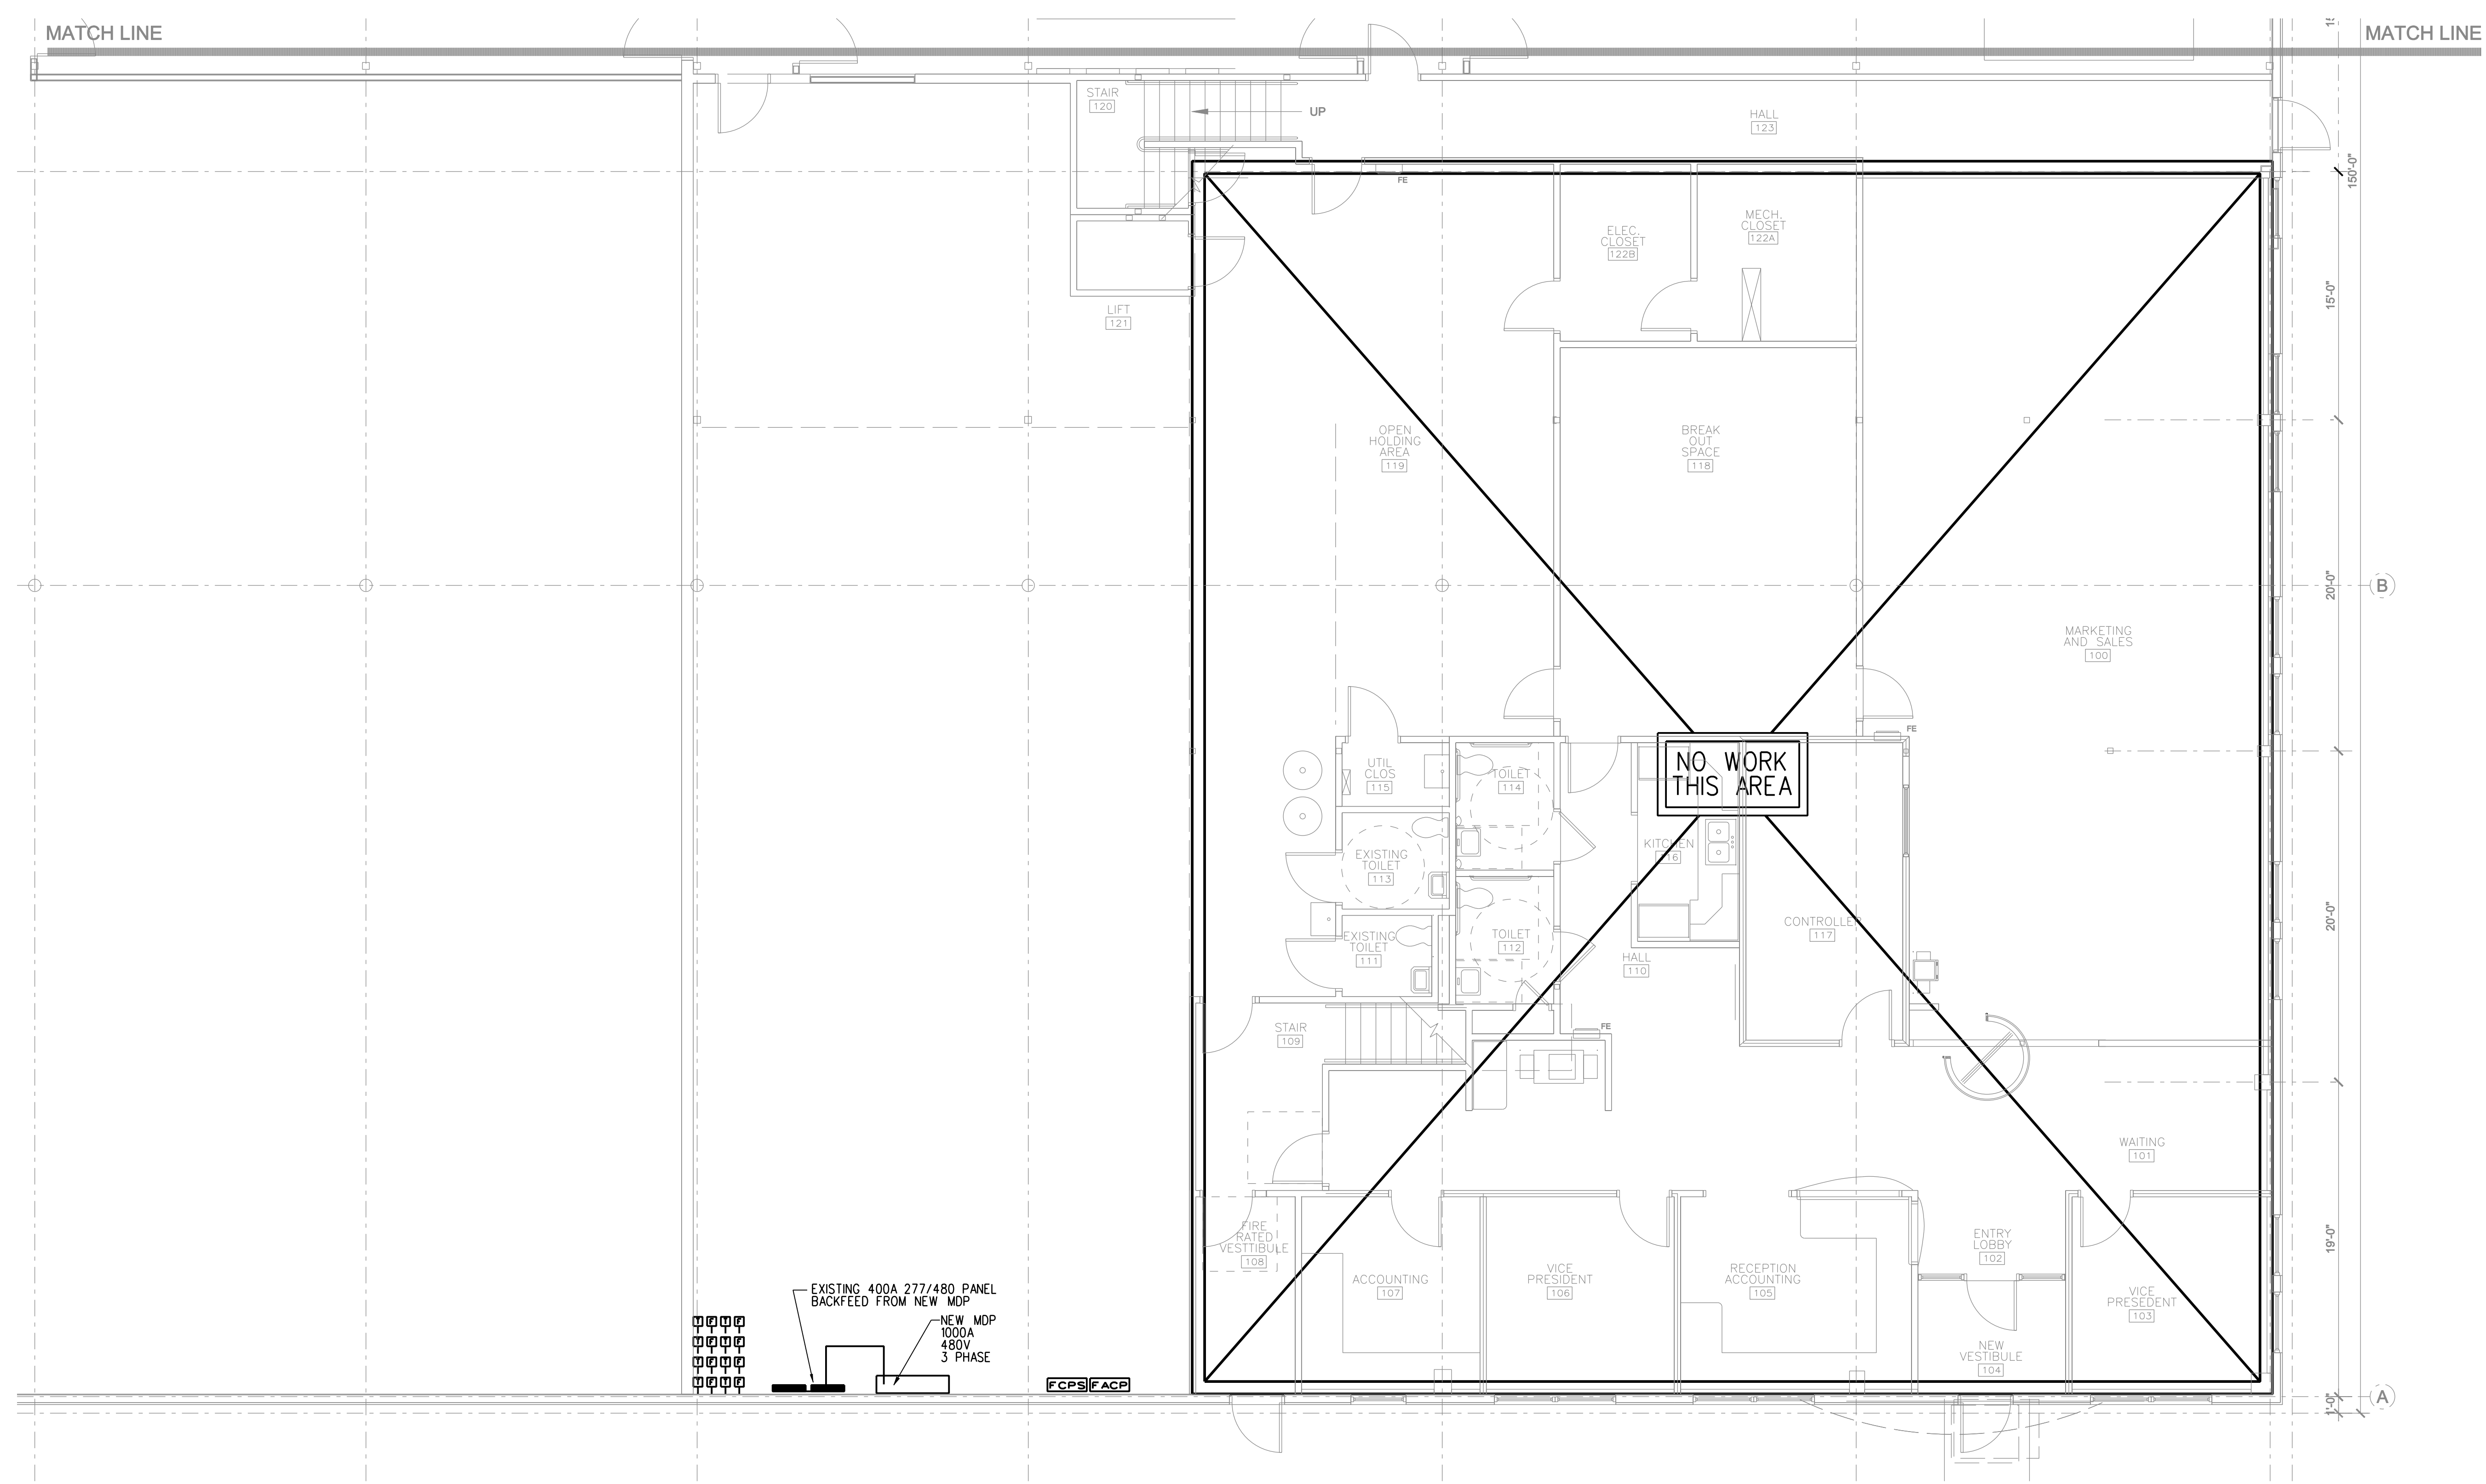 MATCH LINE
MATCH LINE
15
STAIR
120
UP
HALL
123
150'-0"
FE
ELEC.
CLOSET
122B
MECH.
CLOSET
122A
15'-0"
LIFT
121
OPEN
HOLDING
AREA
119
BREAK
OUT
SPACE
118
20'-0"
B
MARKETING
AND SALES
100
FE
UTIL
CLOS
115
TOILET
114
NO WORK
THIS AREA
KITCHEN
116
EXISTING
TOILET
113
EXISTING
TOILET
111
TOILET
112
HALL
110
CONTROLLER
117
20'-0"
STAIR
109
FE
WAITING
101
FIRE
RATED
VESTTIBULE
108
ACCOUNTING
107
VICE
PRESIDENT
106
RECEPTION
ACCOUNTING
105
ENTRY
LOBBY
102
19'-0"
VICE
PRESEDENT
103
NEW
VESTIBULE
104
EXISTING 400A 277/480 PANEL
BACKFEED FROM NEW MDP
NEW MDP
1000A
480V
3 PHASE
T F T F
T F T F
T F T F
T F T F
FCPS FACP
1'-0"
A